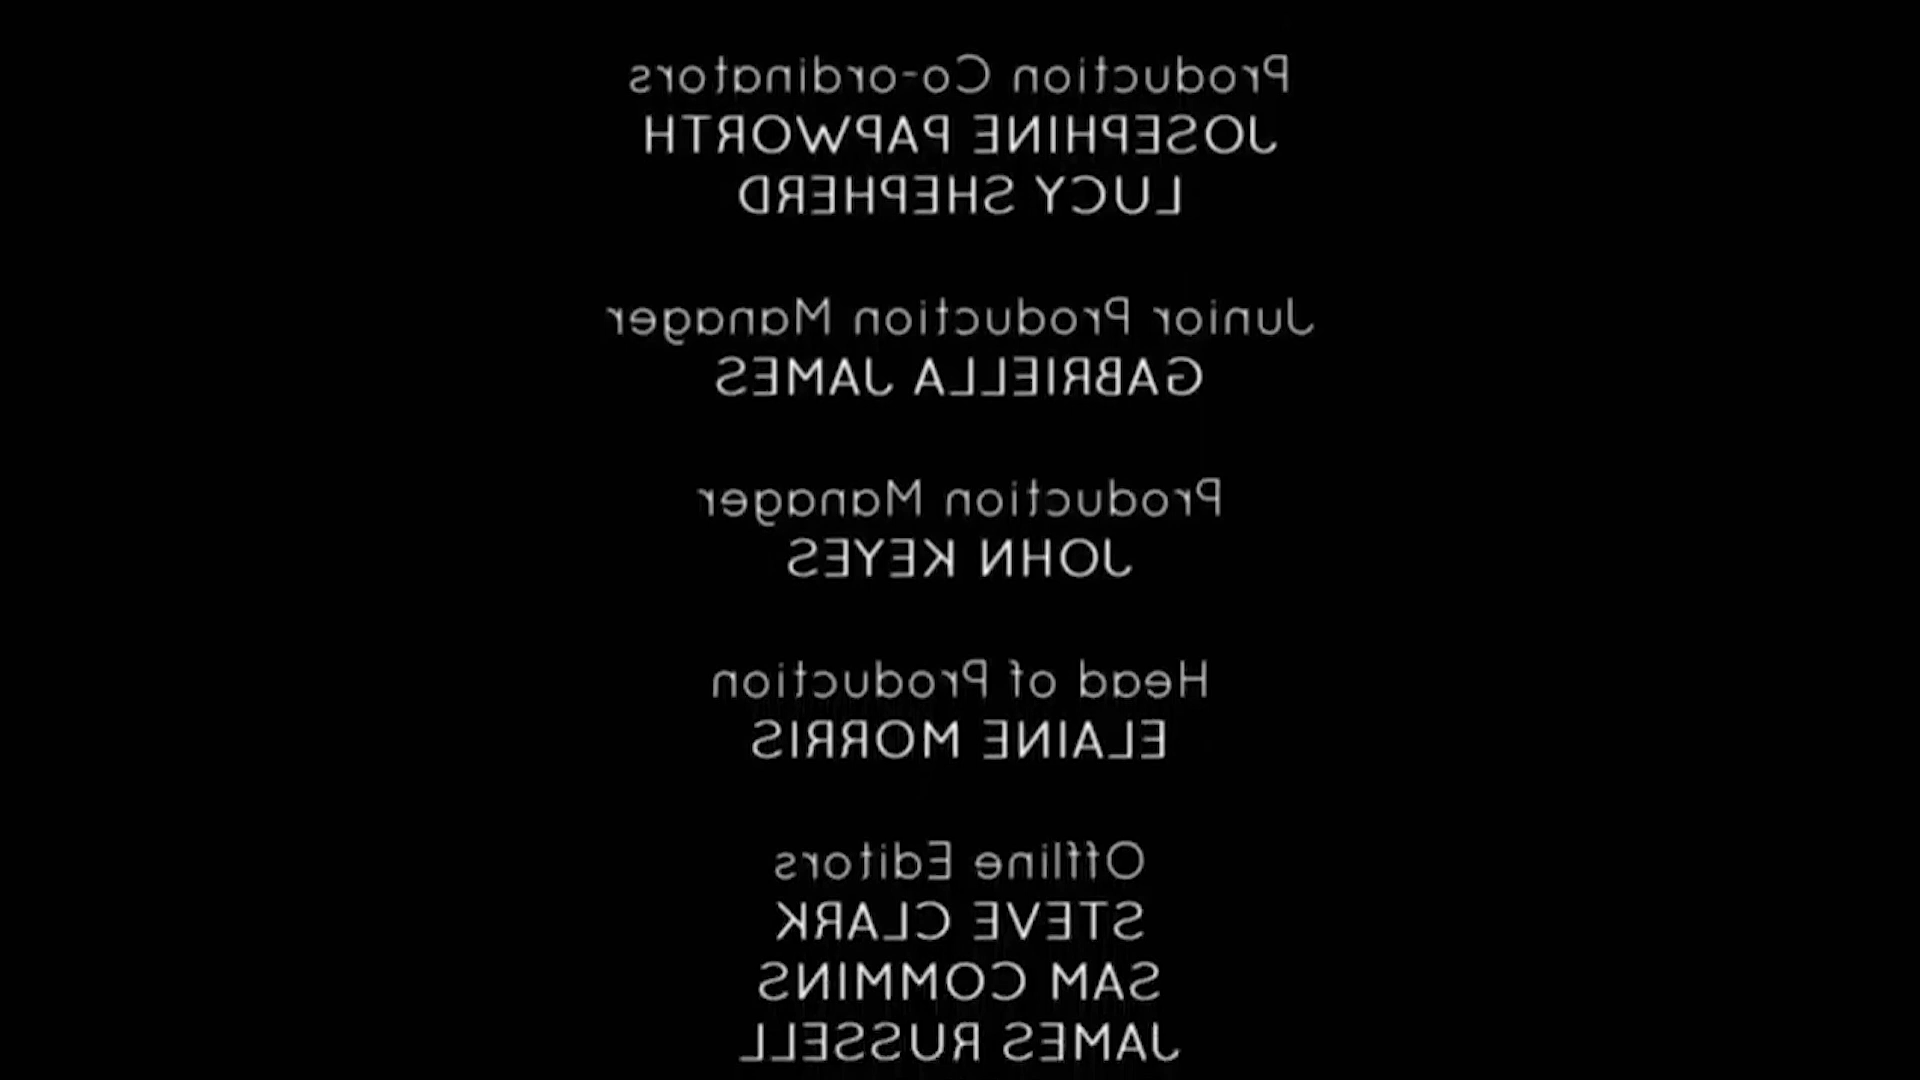 Production Co-ordinators
JOSEPHINE PAPWORTH
LUCY SHEPHERD
Junior Production Manager
GABRIELLA JAMES
Production Manager
JOHN KEYES
Head of Production
ELAINE MORRIS
Offline Editors
STEVE CLARK
SAM COMMINS
JAMES RUSSELL